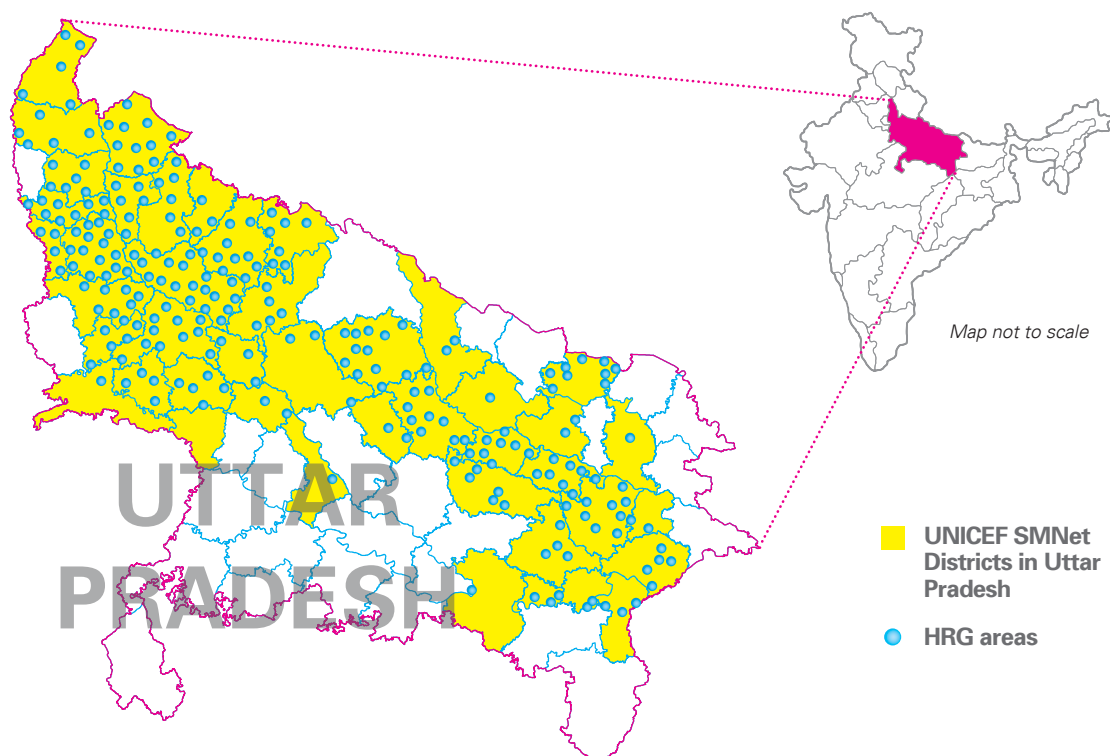 Map not to scale
UTTAR
PRADESH
UNICEF SMNet
Districts in Uttar
Pradesh
HRG areas